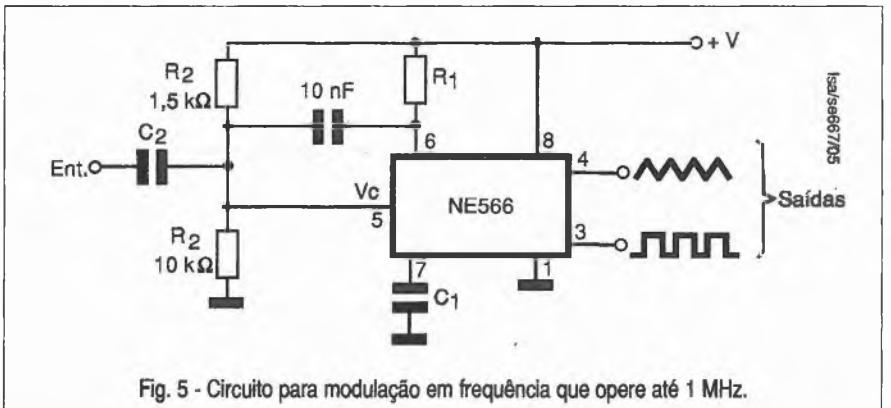 + V
R2
1,5 kΩ
10 nF
R1
Isa/se667/05
C2
6
8
Ent.
4
Vc
5
NE566
Saídas
R2
10 kΩ
3
7
1
C1
Fig. 5 - Circuito para modulação em frequência que opere até 1 MHz.